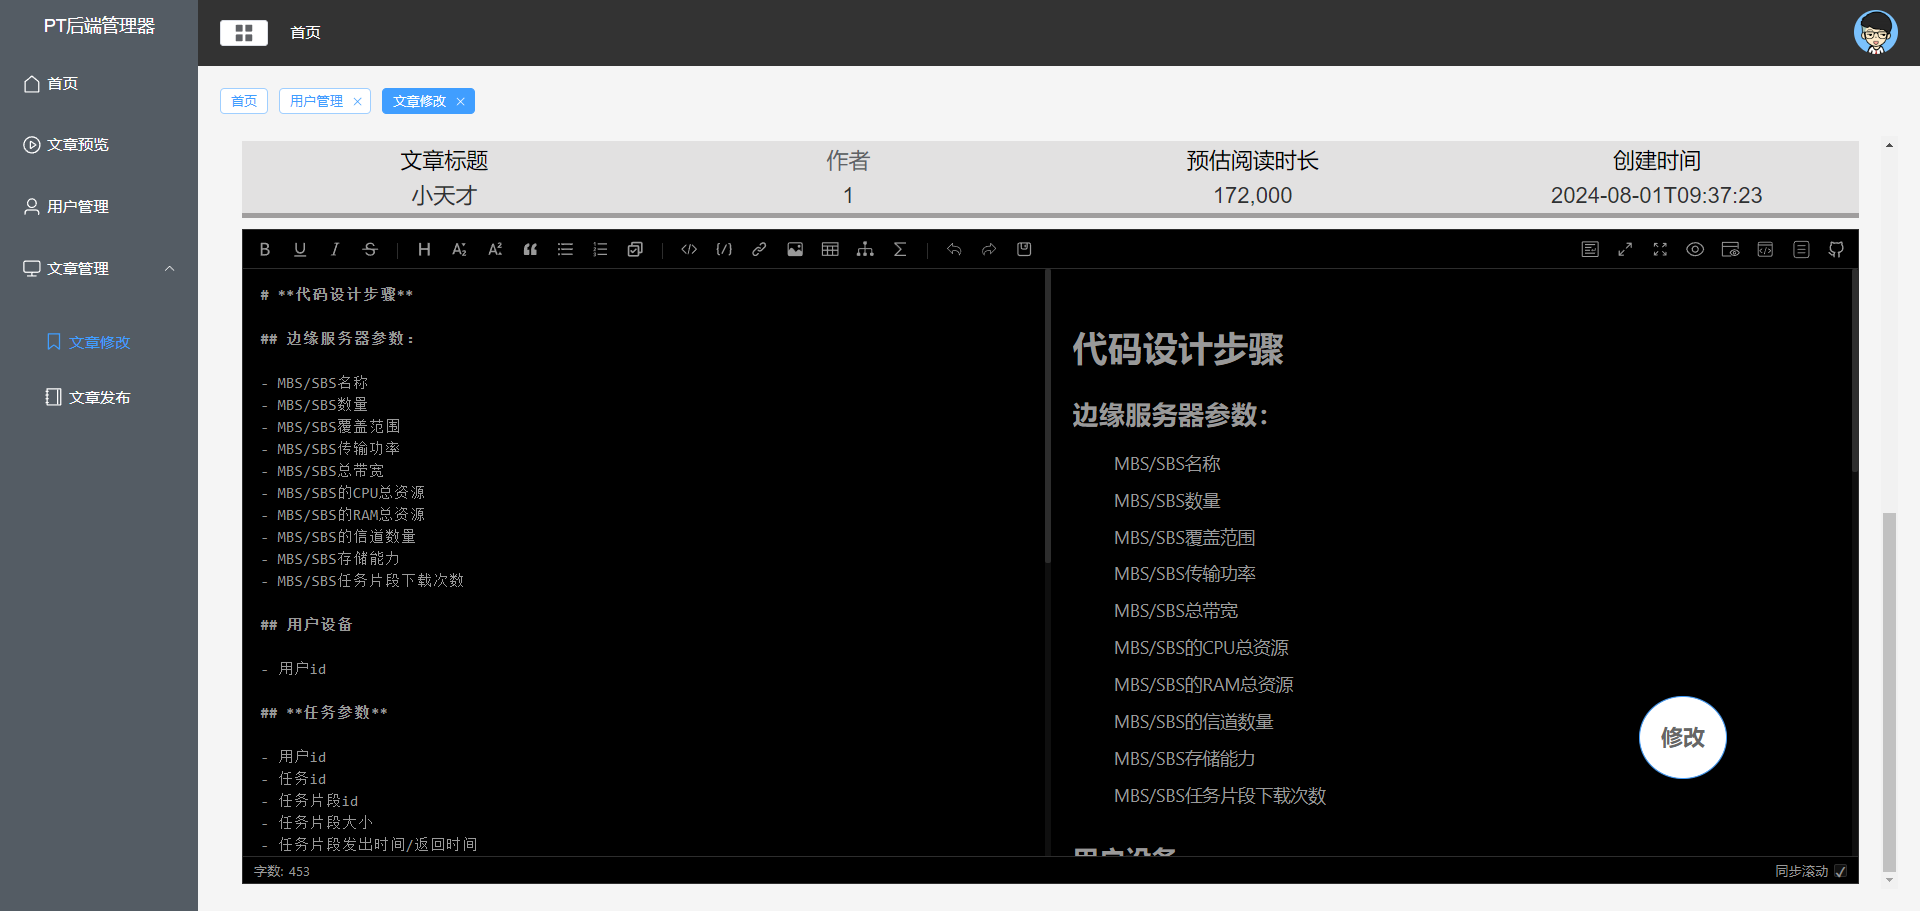 PT后端管理器
首页
文章预览
用户管理
文章管理
文章修改
文章发布
首页
首页
用户管理
文章修改
文章标题
作者
预估阅读时长
创建时间
小天才
1
172,000
2024-08-01T09:37:23
# **代码设计步骤**
## 边缘服务器参数:
- MBS/SBS名称
- MBS/SBS数量
- MBS/SBS覆盖范围
- MBS/SBS传输功率
- MBS/SBS总带宽
- MBS/SBS的CPU总资源
- MBS/SBS的RAM总资源
- MBS/SBS的信道数量
- MBS/SBS存储能力
- MBS/SBS任务片段下载次数
## 用户设备
- 用户id
## **任务参数**
- 用户id
- 任务id
- 任务片段id
- 任务片段大小
- 任务片段发出时间/返回时间
代码设计步骤
边缘服务器参数：
MBS/SBS名称
MBS/SBS数量
MBS/SBS覆盖范围
MBS/SBS传输功率
MBS/SBS总带宽
MBS/SBS的CPU总资源
MBS/SBS的RAM总资源
MBS/SBS的信道数量
MBS/SBS存储能力
MBS/SBS任务片段下载次数
用户设备
修改
字数: 453
同步滚动